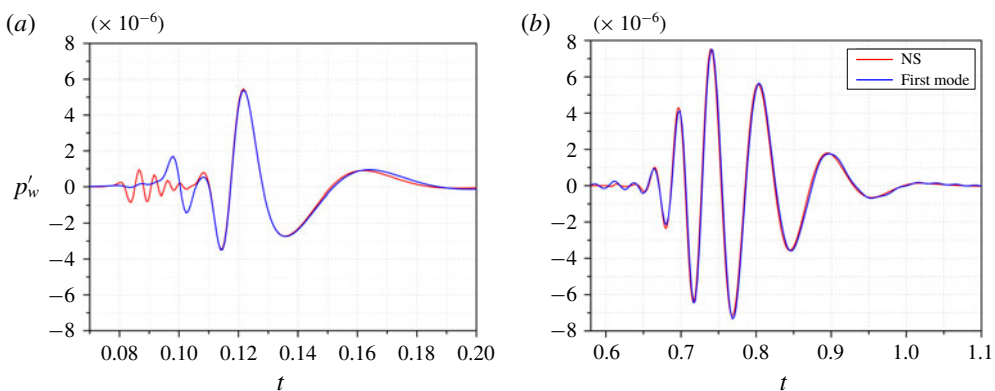 (a) (× 10⁻⁶)
8
6
4
2
0
−2
−4
−6
−8
p′w
0.08 0.10 0.12 0.14 0.16 0.18 0.20
t
(b) (× 10⁻⁶)
8
6
4
2
0
−2
−4
−6
−8
NS
First mode
0.6 0.7 0.8 0.9 1.0 1.1
t